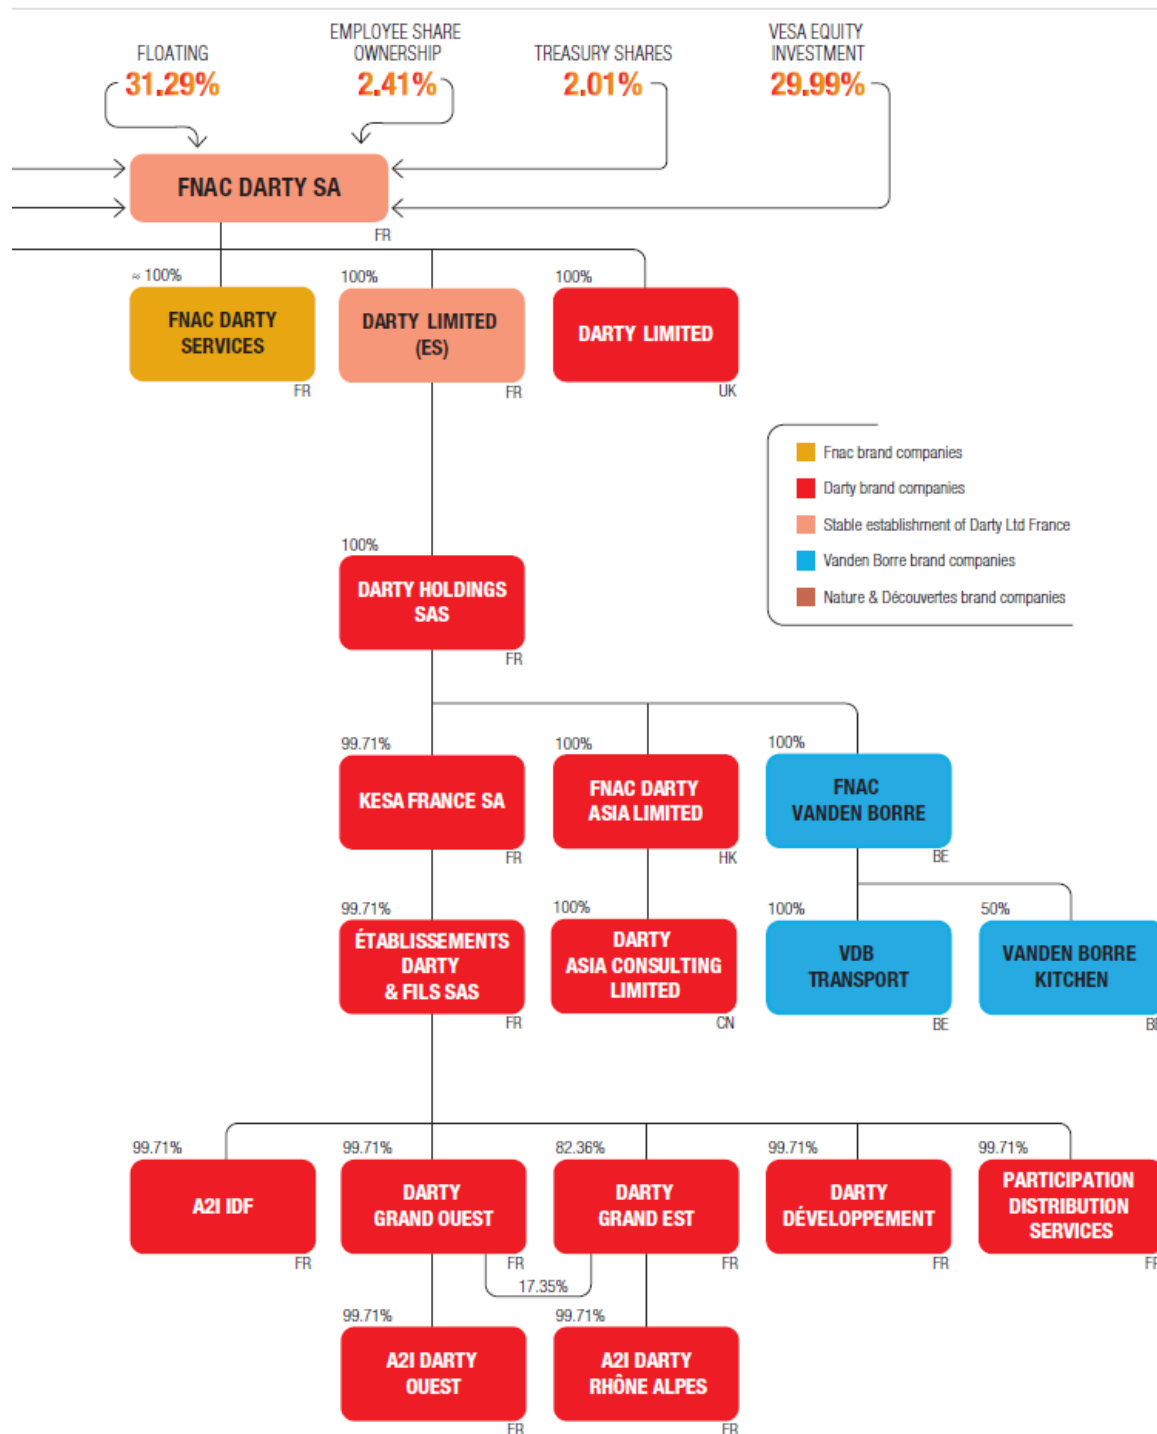 FLOATING
31.29%
EMPLOYEE SHARE
OWNERSHIP
2.41%
TREASURY SHARES
2.01%
VESA EQUITY
INVESTMENT
29.99%
FNAC DARTY SA
FR
≈ 100%
FNAC DARTY
SERVICES
FR
100%
DARTY LIMITED
(ES)
FR
100%
DARTY LIMITED
UK
Fnac brand companies
Darty brand companies
Stable establishment of Darty Ltd France
Vanden Borre brand companies
Nature & Découvertes brand companies
100%
DARTY HOLDINGS
SAS
FR
99.71%
KESA FRANCE SA
FR
100%
FNAC DARTY
ASIA LIMITED
HK
100%
FNAC
VANDEN BORRE
BE
99.71%
ÉTABLISSEMENTS
DARTY
& FILS SAS
FR
100%
DARTY
ASIA CONSULTING
LIMITED
CN
100%
VDB
TRANSPORT
BE
50%
VANDEN BORRE
KITCHEN
BE
99.71%
A2I IDF
FR
99.71%
DARTY
GRAND OUEST
FR
82.36%
DARTY
GRAND EST
FR
99.71%
DARTY
DÉVELOPPEMENT
FR
99.71%
PARTICIPATION
DISTRIBUTION
SERVICES
FR
17.35%
99.71%
A2I DARTY
OUEST
FR
99.71%
A2I DARTY
RHÔNE ALPES
FR